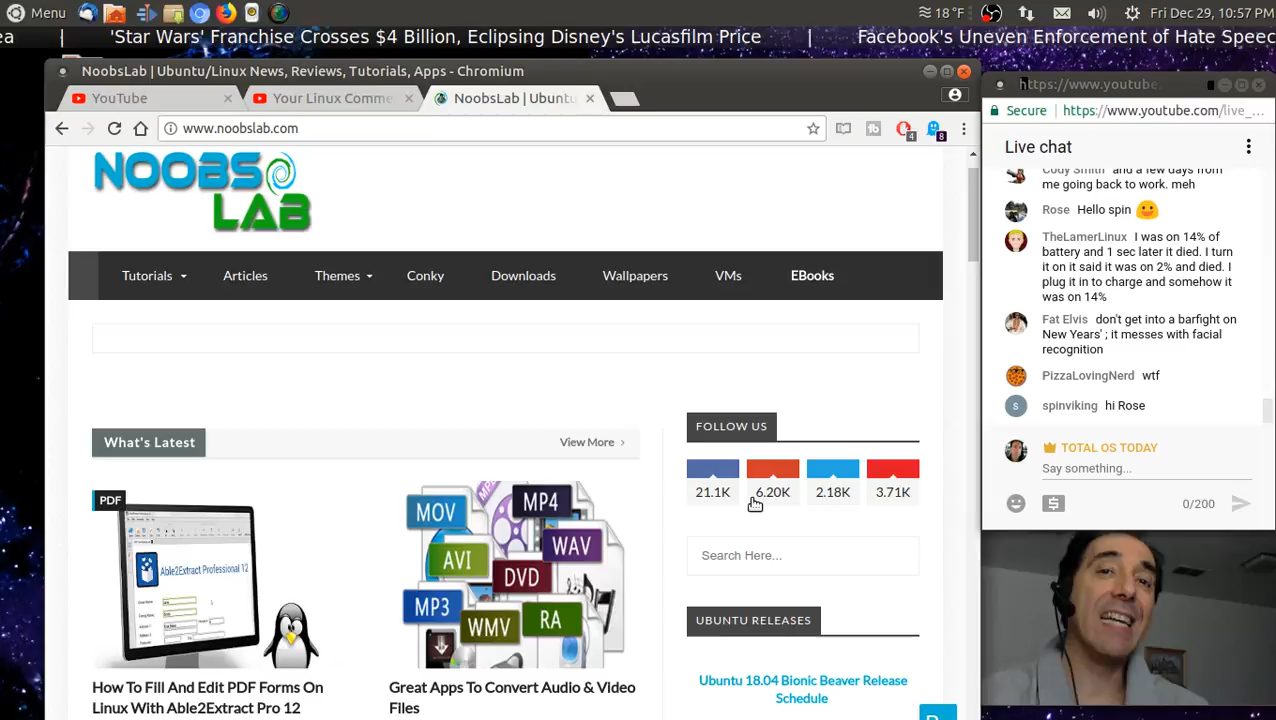 Menu
18 °F
Fri Dec 29, 10:57 PM
ea | 'Star Wars' Franchise Crosses $4 Billion, Eclipsing Disney's Lucasfilm Price | Facebook's Uneven Enforcement of Hate Speec
NoobsLab | Ubuntu/Linux News, Reviews, Tutorials, Apps - Chromium
YouTube
Your Linux Comme
NoobsLab | Ubuntu
www.noobslab.com
4
8
NOOBS
LAB
Tutorials
Articles
Themes
Conky
Downloads
Wallpapers
VMs
EBooks
What's Latest
View More
PDF
Able2Extract Professional 12
How To Fill And Edit PDF Forms On
Linux With Able2Extract Pro 12
MOV
MP4
AVI
WAV
DVD
MP3
WMV
RA
Great Apps To Convert Audio & Video
Files
FOLLOW US
21.1K
6.20K
2.18K
3.71K
Search Here...
UBUNTU RELEASES
Ubuntu 18.04 Bionic Beaver Release
Schedule
https://www.youtube.
Secure
https://www.youtube.com/live_...
Live chat
Cody Smith and a few days from
me going back to work. meh
Rose Hello spin
TheLamerLinux I was on 14% of
battery and 1 sec later it died. I turn
it on it said it was on 2% and died. I
plug it in to charge and somehow it
was on 14%
Fat Elvis don't get into a barfight on
New Years' ; it messes with facial
recognition
PizzaLovingNerd wtf
s
spinviking hi Rose
TOTAL OS TODAY
Say something...
0/200